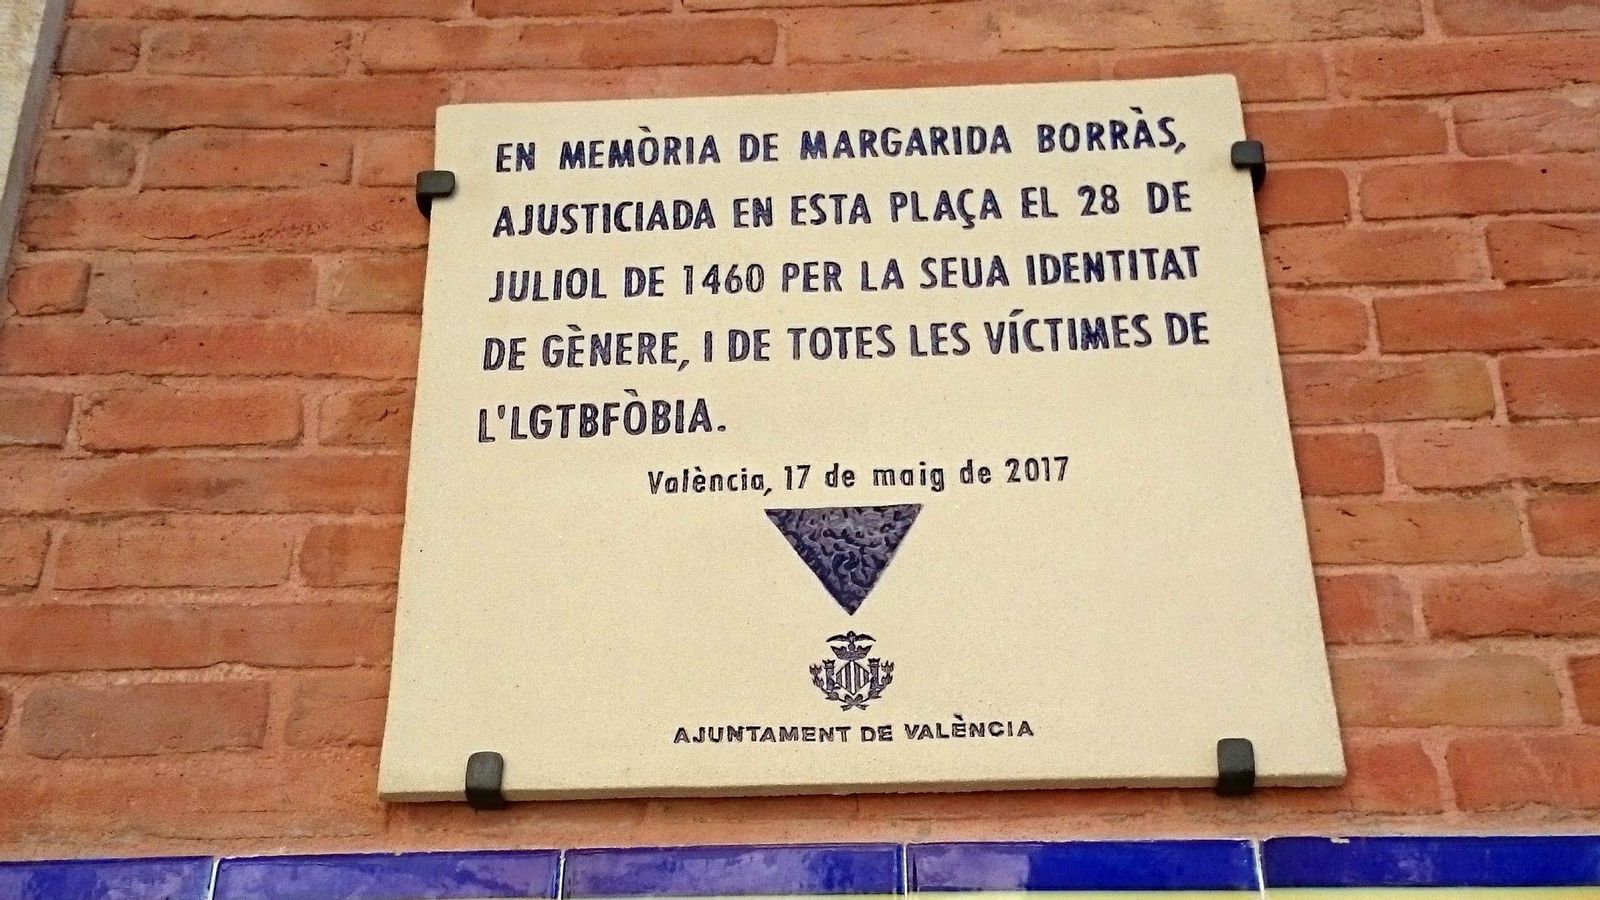 EN MEMÒRIA DE MARGARIDA BORRÀS,
AJUSTICIADA EN ESTA PLAÇA EL 28 DE
JULIOL DE 1460 PER LA SEUA IDENTITAT
DE GÈNERE, I DE TOTES LES VÍCTIMES DE
L'LGTBFÒBIA.
València, 17 de maig de 2017
AJUNTAMENT DE VALÈNCIA